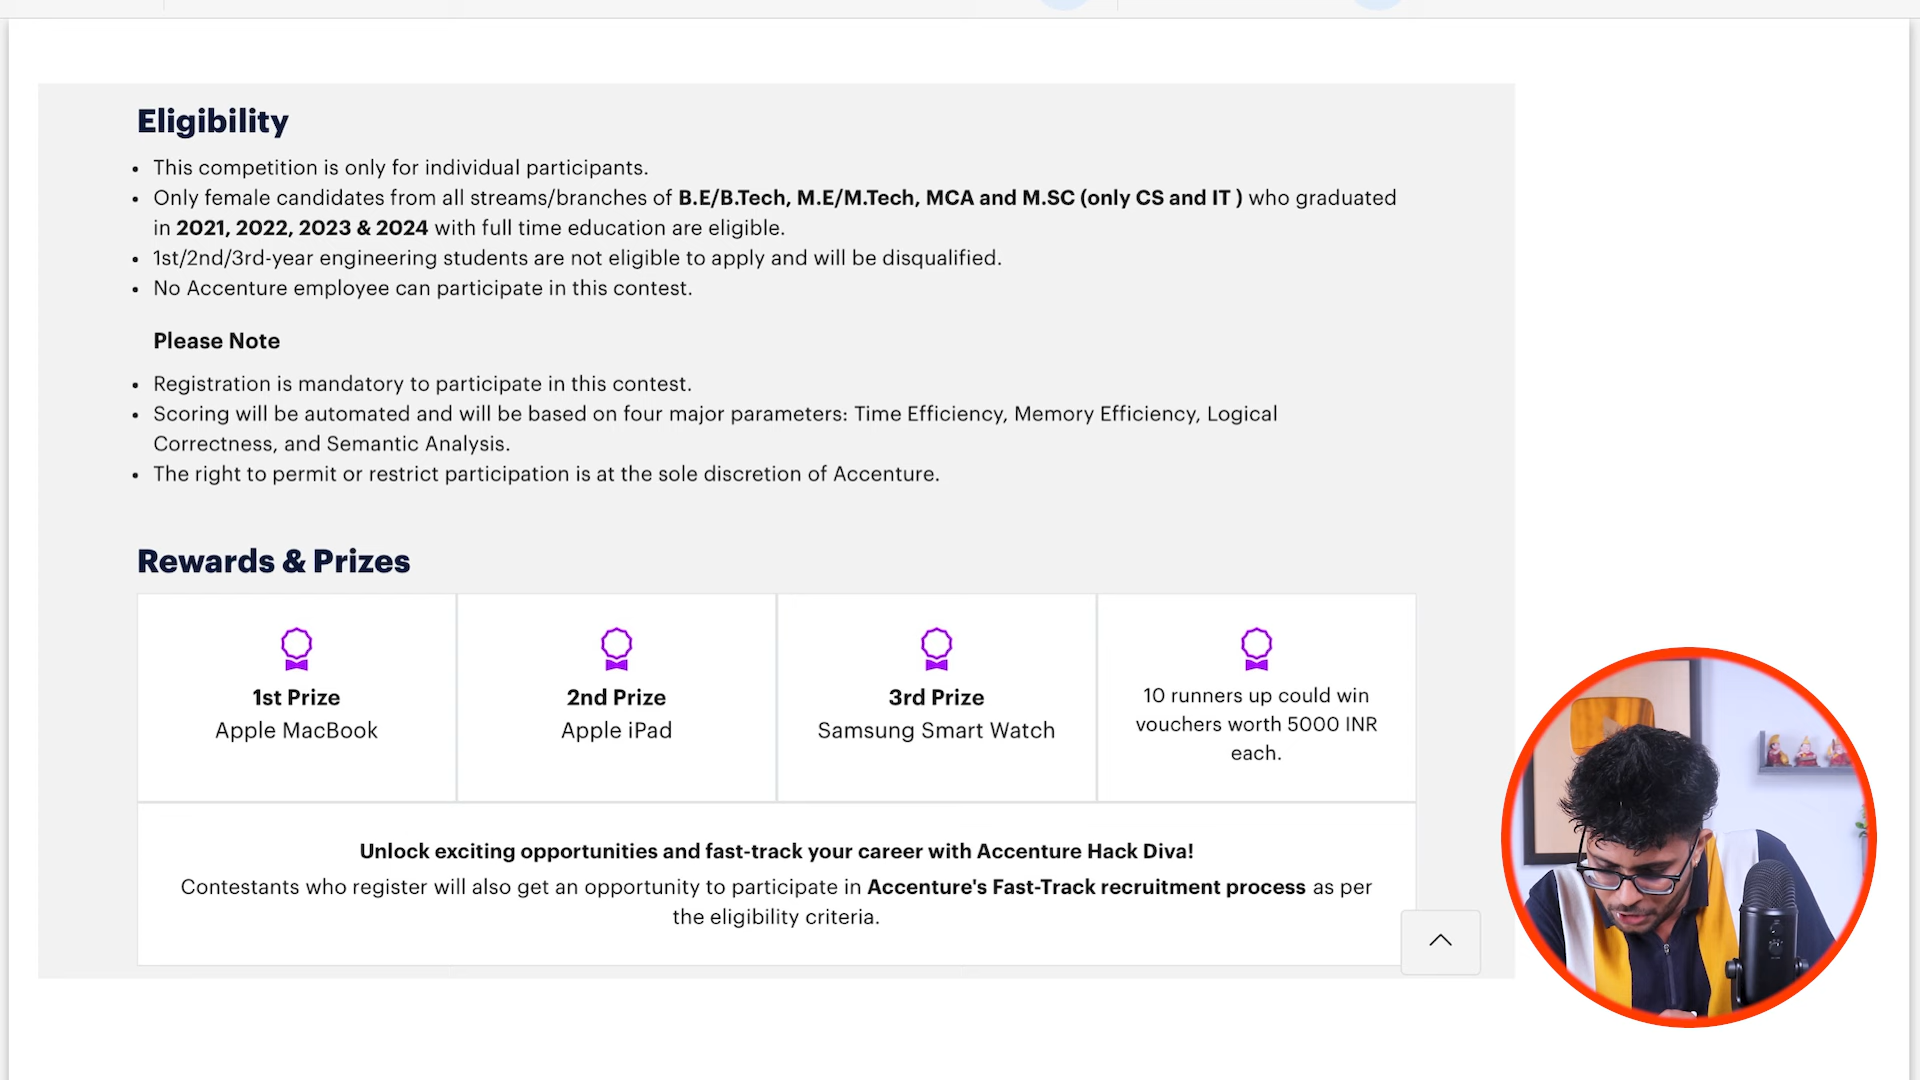 Eligibility
This competition is only for individual participants.
Only female candidates from all streams/branches of B.E/B.Tech, M.E/M.Tech, MCA and M.SC (only CS and IT ) who graduated
in 2021, 2022, 2023 & 2024 with full time education are eligible.
1st/2nd/3rd-year engineering students are not eligible to apply and will be disqualified.
No Accenture employee can participate in this contest.
Please Note
Registration is mandatory to participate in this contest.
Scoring will be automated and will be based on four major parameters: Time Efficiency, Memory Efficiency, Logical
Correctness, and Semantic Analysis.
The right to permit or restrict participation is at the sole discretion of Accenture.
Rewards & Prizes
1st Prize
Apple MacBook
2nd Prize
Apple iPad
3rd Prize
Samsung Smart Watch
10 runners up could win
vouchers worth 5000 INR
each.
Unlock exciting opportunities and fast-track your career with Accenture Hack Diva!
Contestants who register will also get an opportunity to participate in Accenture's Fast-Track recruitment process as per
the eligibility criteria.